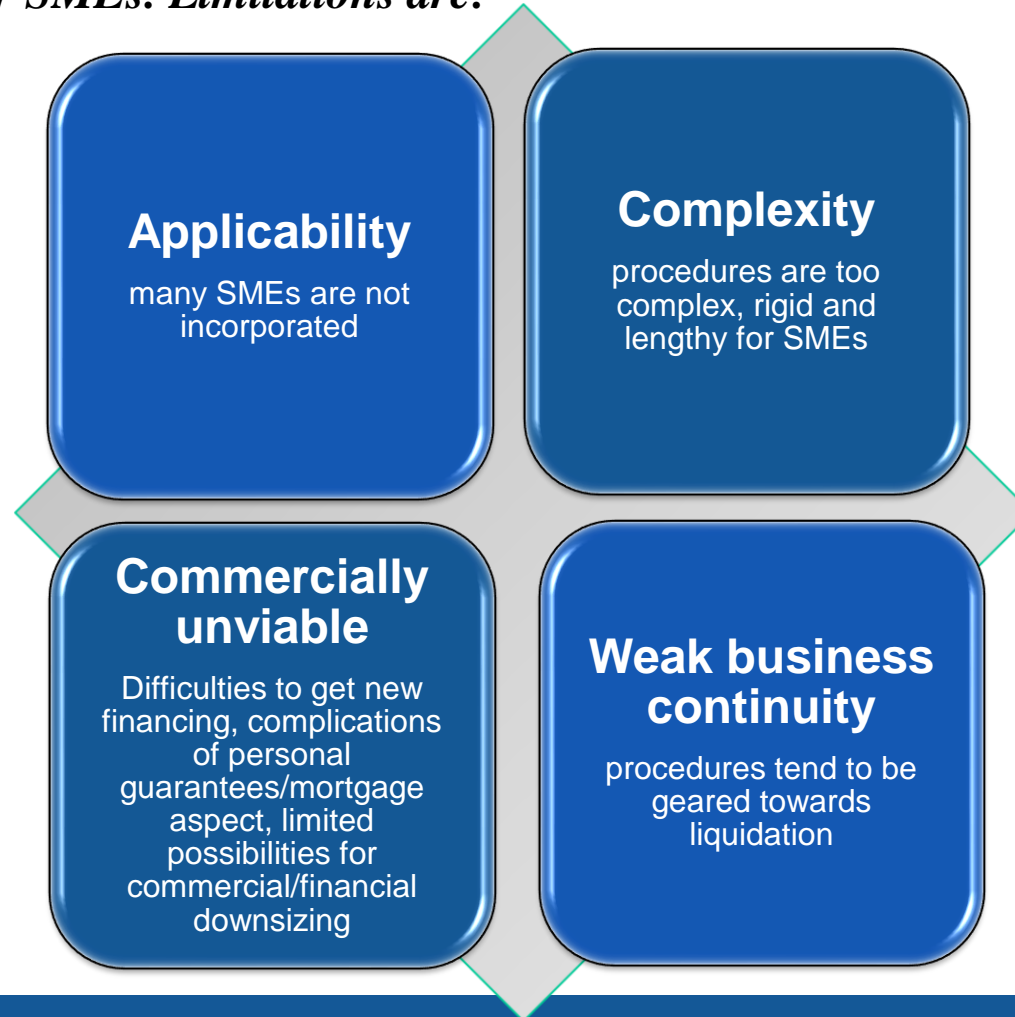 SMEs. Limitations are:
Applicability
many SMEs are not
incorporated
Complexity
procedures are too
complex, rigid and
lengthy for SMEs
Commercially
unviable
Difficulties to get new
financing, complications
of personal
guarantees/mortgage
aspect, limited
possibilities for
commercial/financial
downsizing
Weak business
continuity
procedures tend to be
geared towards
liquidation